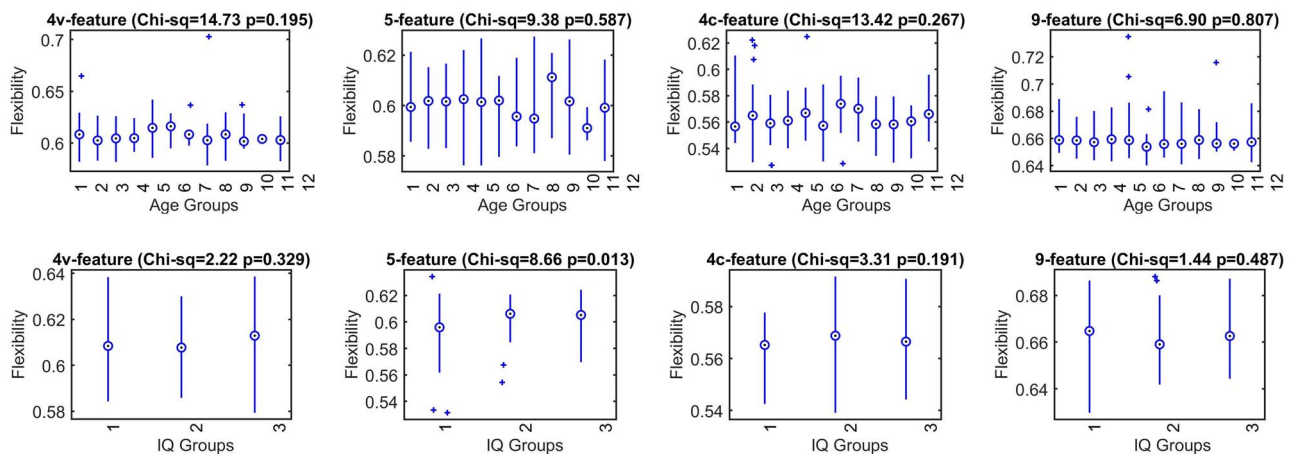 4v-feature (Chi-sq=14.73 p=0.195)
0.7
0.65
0.6
Flexibility
1 2 3 4 5 6 7 8 9 10 11 12
Age Groups
5-feature (Chi-sq=9.38 p=0.587)
0.62
0.6
0.58
Flexibility
1 2 3 4 5 6 7 8 9 10 11 12
Age Groups
4c-feature (Chi-sq=13.42 p=0.267)
0.62
0.6
0.58
0.56
0.54
Flexibility
1 2 3 4 5 6 7 8 9 10 11 12
Age Groups
9-feature (Chi-sq=6.90 p=0.807)
0.72
0.7
0.68
0.66
0.64
Flexibility
1 2 3 4 5 6 7 8 9 10 11 12
Age Groups
4v-feature (Chi-sq=2.22 p=0.329)
0.64
0.62
0.6
0.58
Flexibility
1 2 3
IQ Groups
5-feature (Chi-sq=8.66 p=0.013)
0.62
0.6
0.58
0.56
0.54
Flexibility
1 2 3
IQ Groups
4c-feature (Chi-sq=3.31 p=0.191)
0.58
0.56
0.54
Flexibility
1 2 3
IQ Groups
9-feature (Chi-sq=1.44 p=0.487)
0.68
0.66
0.64
Flexibility
1 2 3
IQ Groups